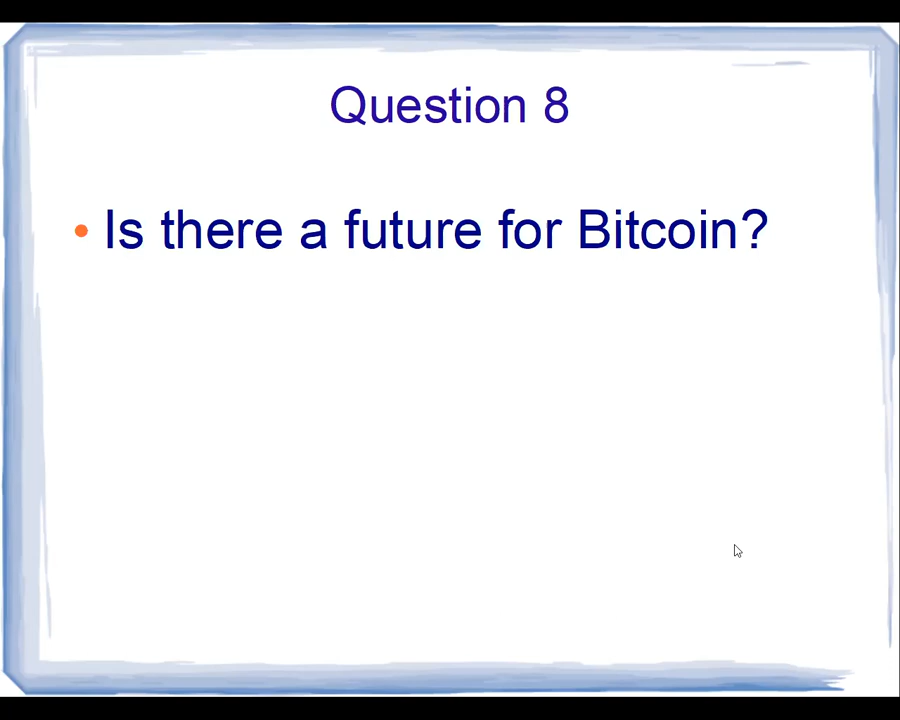 Question 8
• Is there a future for Bitcoin?